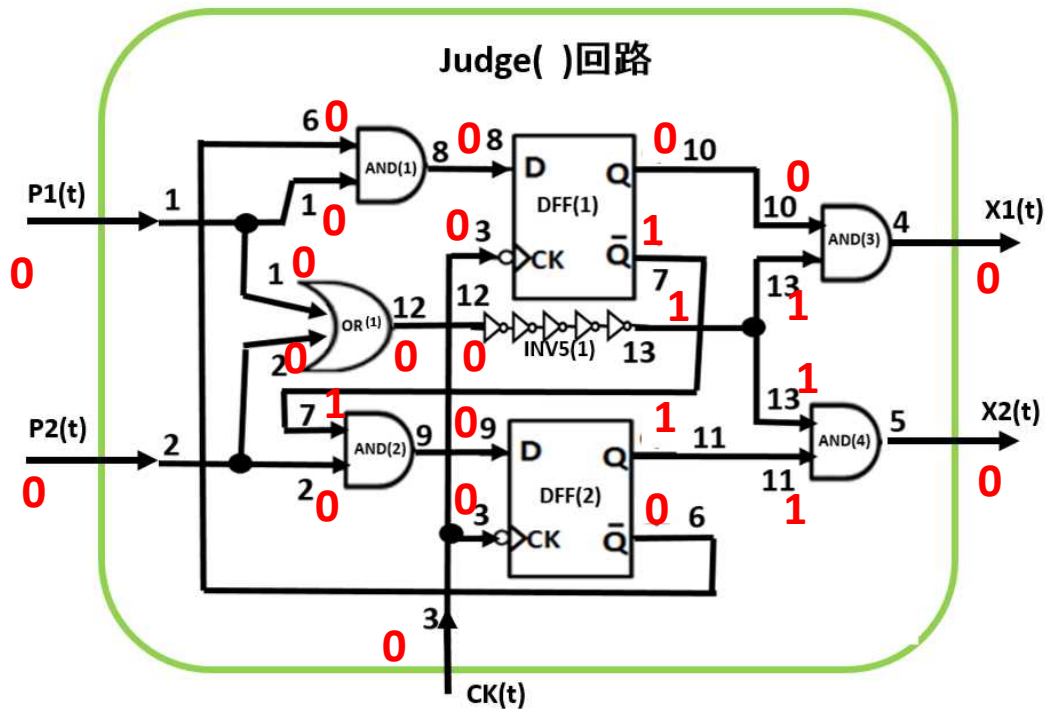 Judge( )回路
6 0
0 8 0 10
8 AND(1) D Q 0
P1(t) 1 1 DFF(1) 10 4 X1(t)
0 0 3 1 AND(3)
0 CK Q̅ 0
1 0 7 13 1
12 12 1
OR(1) 0 0 INV5(1) 13
2 0 1
7 1 0 9 1 13
P2(t) 2 AND(2) 9 D Q 11 AND(4) 5 X2(t)
0 2 0 DFF(2) 11 1 0
0 3 0 6
CK Q̅
3
0
CK(t)